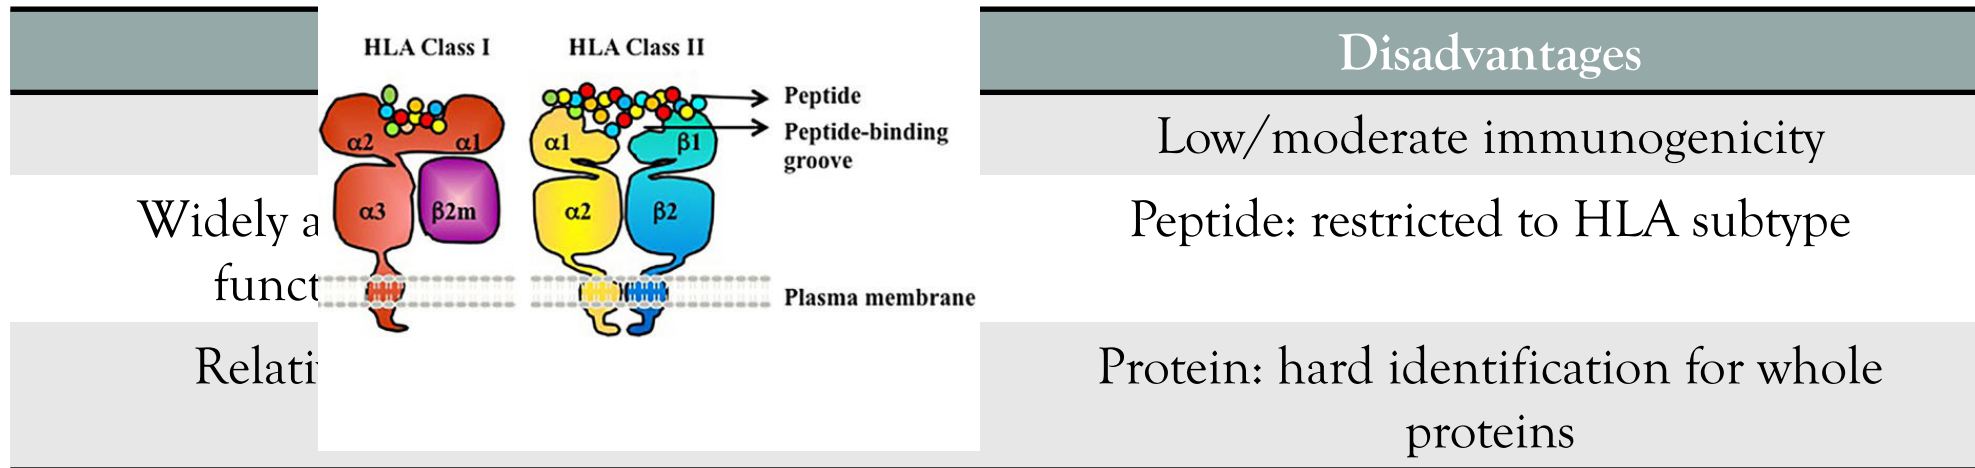 HLA Class I
HLA Class II
Disadvantages
Peptide
Peptide-binding
groove
α2
α1
α1
β1
α3
β2m
α2
β2
Plasma membrane
Low/moderate immunogenicity
Widely
funct
Peptide: restricted to HLA subtype
Protein: hard identification for whole
proteins